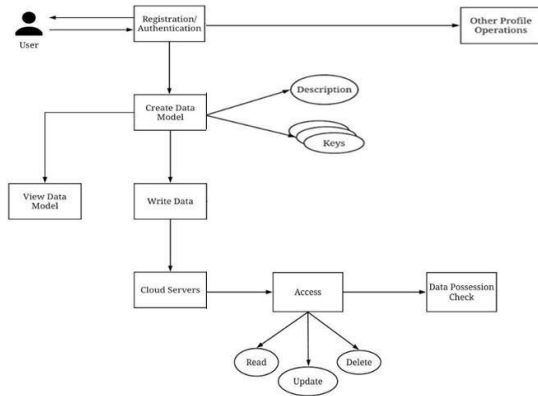 Registration/
Authentication
Other Profile
Operations
User
Description
Create Data
Model
Keys
View Data
Model
Write Data
Cloud Servers
Access
Data Possession
Check
Read
Delete
Update